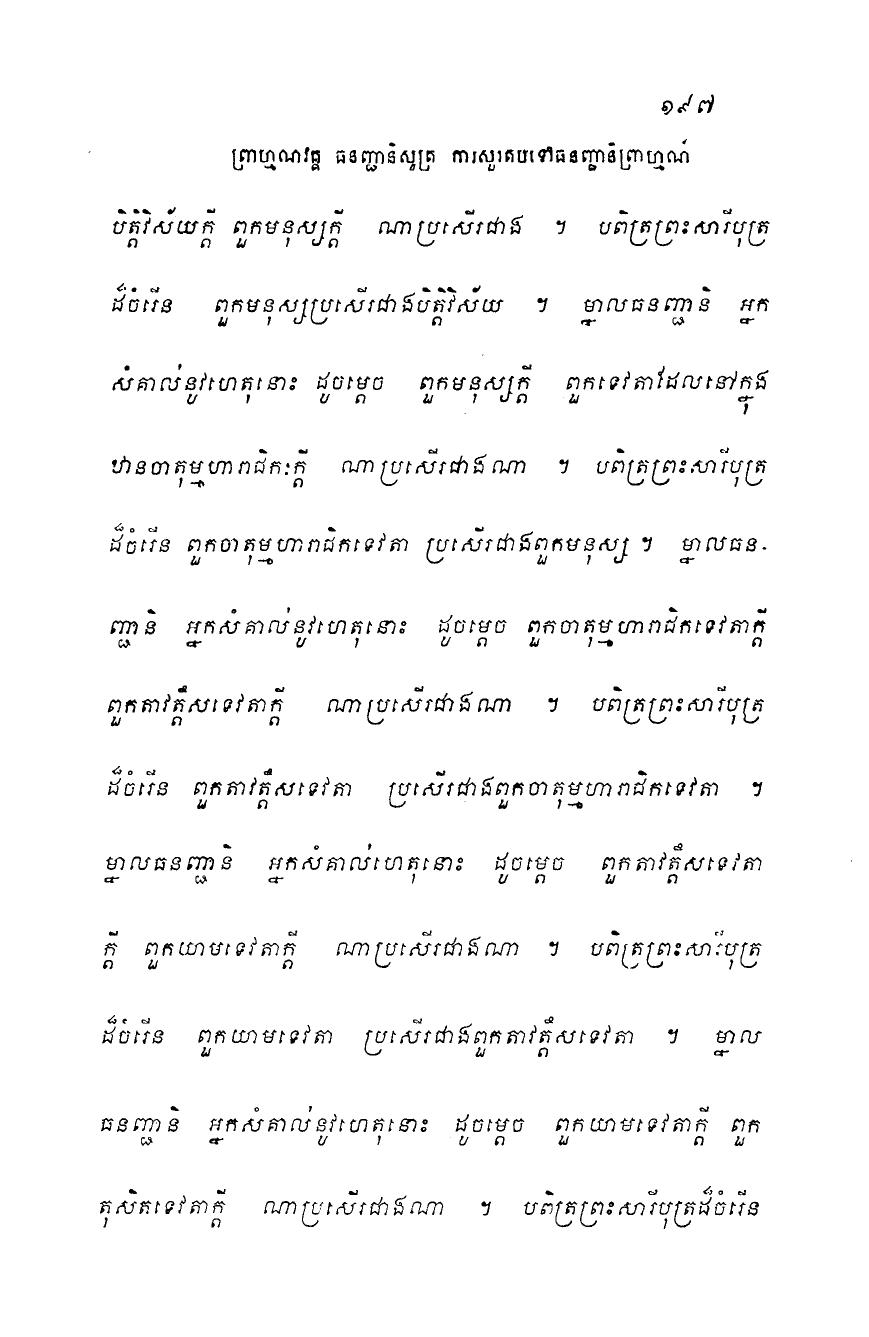 ១៩៧
ព្រាហ្មណវគ្គ ធនញ្ជានិសូត្រ ការសួរតបទៅធនញ្ជានិព្រាហ្មណ៍
បិត្តិវិស័យក្តី ពួកមនុស្សក្តី ណាប្រសើរជាង ។ បពិត្រព្រះសារីបុត្រ
ដ៏ចំរើន ពួកមនុស្សប្រសើរជាងបិត្តិវិស័យ ។ ម្នាលធនញ្ជានិ អ្នក
សំគាល់នូវហេតុនោះ ដូចម្តេច ពួកមនុស្សក្តី ពួកទេវតាដែលនៅក្នុង
ឋានចាតុម្មហារាជិកៈក្តី ណាប្រសើរជាងណា ។ បពិត្រព្រះសារីបុត្រ
ដ៏ចំរើន ពួកចាតុម្មហារាជិកទេវតា ប្រសើរជាងពួកមនុស្ស ។ ម្នាលធន-
ញ្ជានិ អ្នកសំគាល់នូវហេតុនោះ ដូចម្តេច ពួកចាតុម្មហារាជិកទេវតាក្តី
ពួកតាវត្តឹសទេវតាក្តី ណាប្រសើរជាងណា ។ បពិត្រព្រះសារីបុត្រ
ដ៏ចំរើន ពួកតាវត្តឹសទេវតា ប្រសើរជាងពួកចាតុម្មហារាជិកទេវតា ។
ម្នាលធនញ្ជានិ អ្នកសំគាល់ហេតុនោះ ដូចម្តេច ពួកតាវត្តឹសទេវតា
ក្តី ពួកយាមទេវតាក្តី ណាប្រសើរជាងណា ។ បពិត្រព្រះសារីបុត្រ
ដ៏ចំរើន ពួកយាមទេវតា ប្រសើរជាងពួកតាវត្តឹសទេវតា ។ ម្នាល
ធនញ្ជានិ អ្នកសំគាល់នូវហេតុនោះ ដូចម្តេច ពួកយាមទេវតាក្តី ពួក
តុសិតទេវតាក្តី ណាប្រសើរជាងណា ។ បពិត្រព្រះសារីបុត្រដ៏ចំរើន